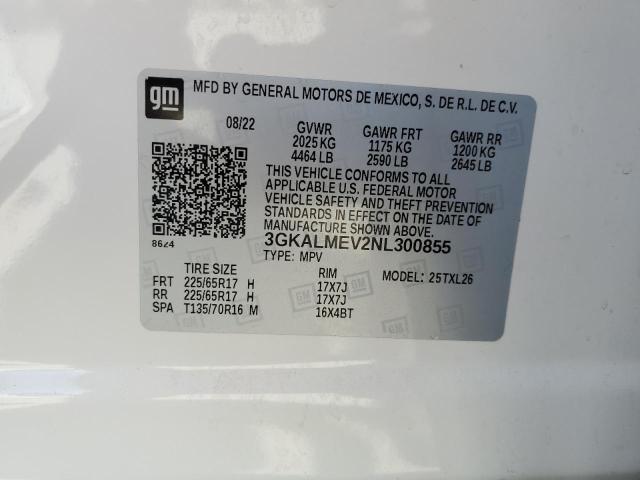 gm MFD BY GENERAL MOTORS DE MEXICO, S. DE R.L. DE C.V.
08/22 GVWR GAWR FRT GAWR RR
2025 KG 1175 KG 1200 KG
4464 LB 2590 LB 2645 LB
THIS VEHICLE CONFORMS TO ALL
APPLICABLE U.S. FEDERAL MOTOR
VEHICLE SAFETY AND THEFT PREVENTION
STANDARDS IN EFFECT ON THE DATE OF
MANUFACTURE SHOWN ABOVE.
8624 3GKALMEV2NL300855
TYPE: MPV
TIRE SIZE RIM MODEL: 25TXL26
FRT 225/65R17 H 17X7J
RR 225/65R17 H 17X7J
SPA T135/70R16 M 16X4BT